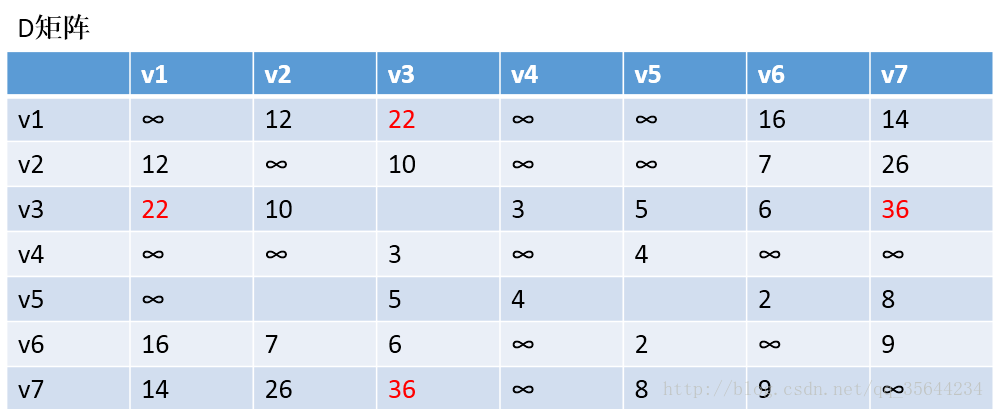 D矩阵
v1 v2 v3 v4 v5 v6 v7
v1 ∞ 12 22 ∞ ∞ 16 14
v2 12 ∞ 10 ∞ ∞ 7 26
v3 22 10 3 5 6 36
v4 ∞ ∞ 3 ∞ 4 ∞ ∞
v5 ∞ 5 4 2 8
v6 16 7 6 ∞ 2 ∞ 9
v7 14 26 36 ∞ 8 9 ∞
http://blog.csdn.net/qq_35644234